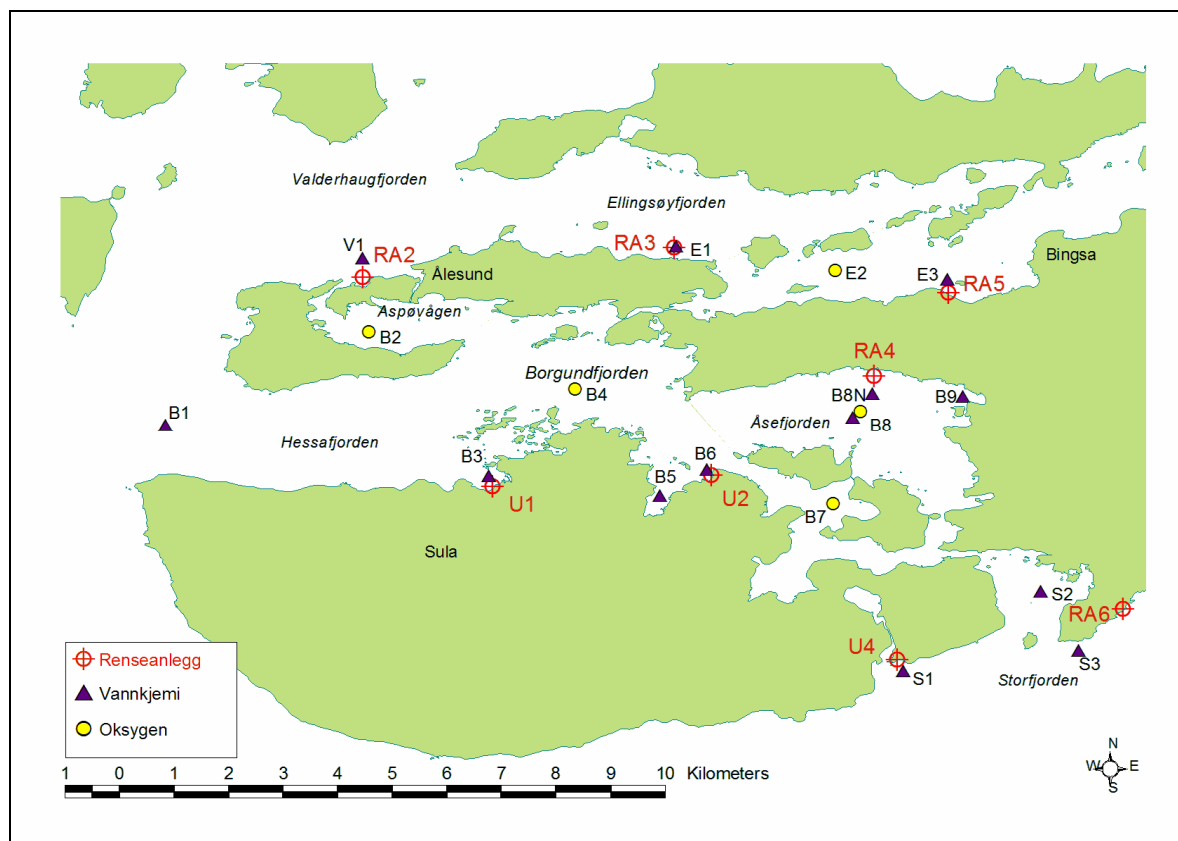 Valderhaugfjorden
Ellingsøyfjorden
V1
RA2
RA3
E1
Bingsa
Ålesund
E2
E3
RA5
Aspøvågen
B2
RA4
Borgundfjorden
B4
B8N
B9
B1
Åsefjorden
B8
Hessafjorden
B3
B6
B5
U1
U2
B7
Sula
S2
RA6
U4
S3
S1
Storfjorden
Renseanlegg
Vannkjemi
Oksygen
1 0 1 2 3 4 5 6 7 8 9 10 Kilometers
N
W E
S